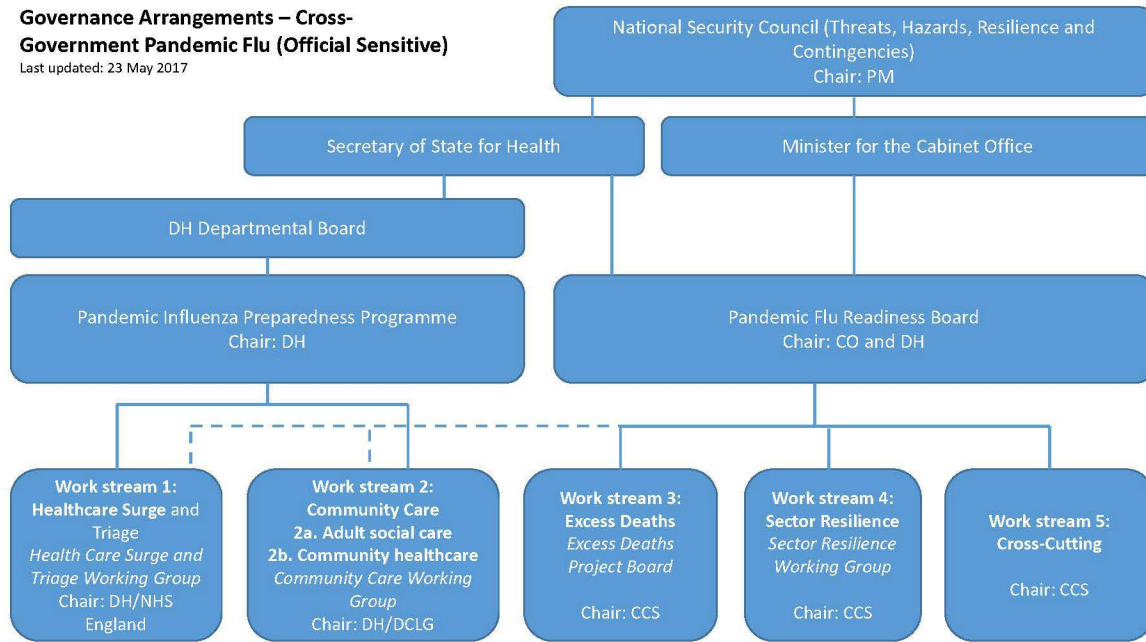 Governance Arrangements – Cross-
Government Pandemic Flu (Official Sensitive)
Last updated: 23 May 2017
National Security Council (Threats, Hazards, Resilience and
Contingencies)
Chair: PM
Secretary of State for Health
Minister for the Cabinet Office
DH Departmental Board
Pandemic Influenza Preparedness Programme
Chair: DH
Pandemic Flu Readiness Board
Chair: CO and DH
Work stream 1:
Healthcare Surge and
Triage
Health Care Surge and
Triage Working Group
Chair: DH/NHS
England
Work stream 2:
Community Care
2a. Adult social care
2b. Community healthcare
Community Care Working
Group
Chair: DH/DCLG
Work stream 3:
Excess Deaths
Excess Deaths
Project Board
Chair: CCS
Work stream 4:
Sector Resilience
Sector Resilience
Working Group
Chair: CCS
Work stream 5:
Cross-Cutting
Chair: CCS